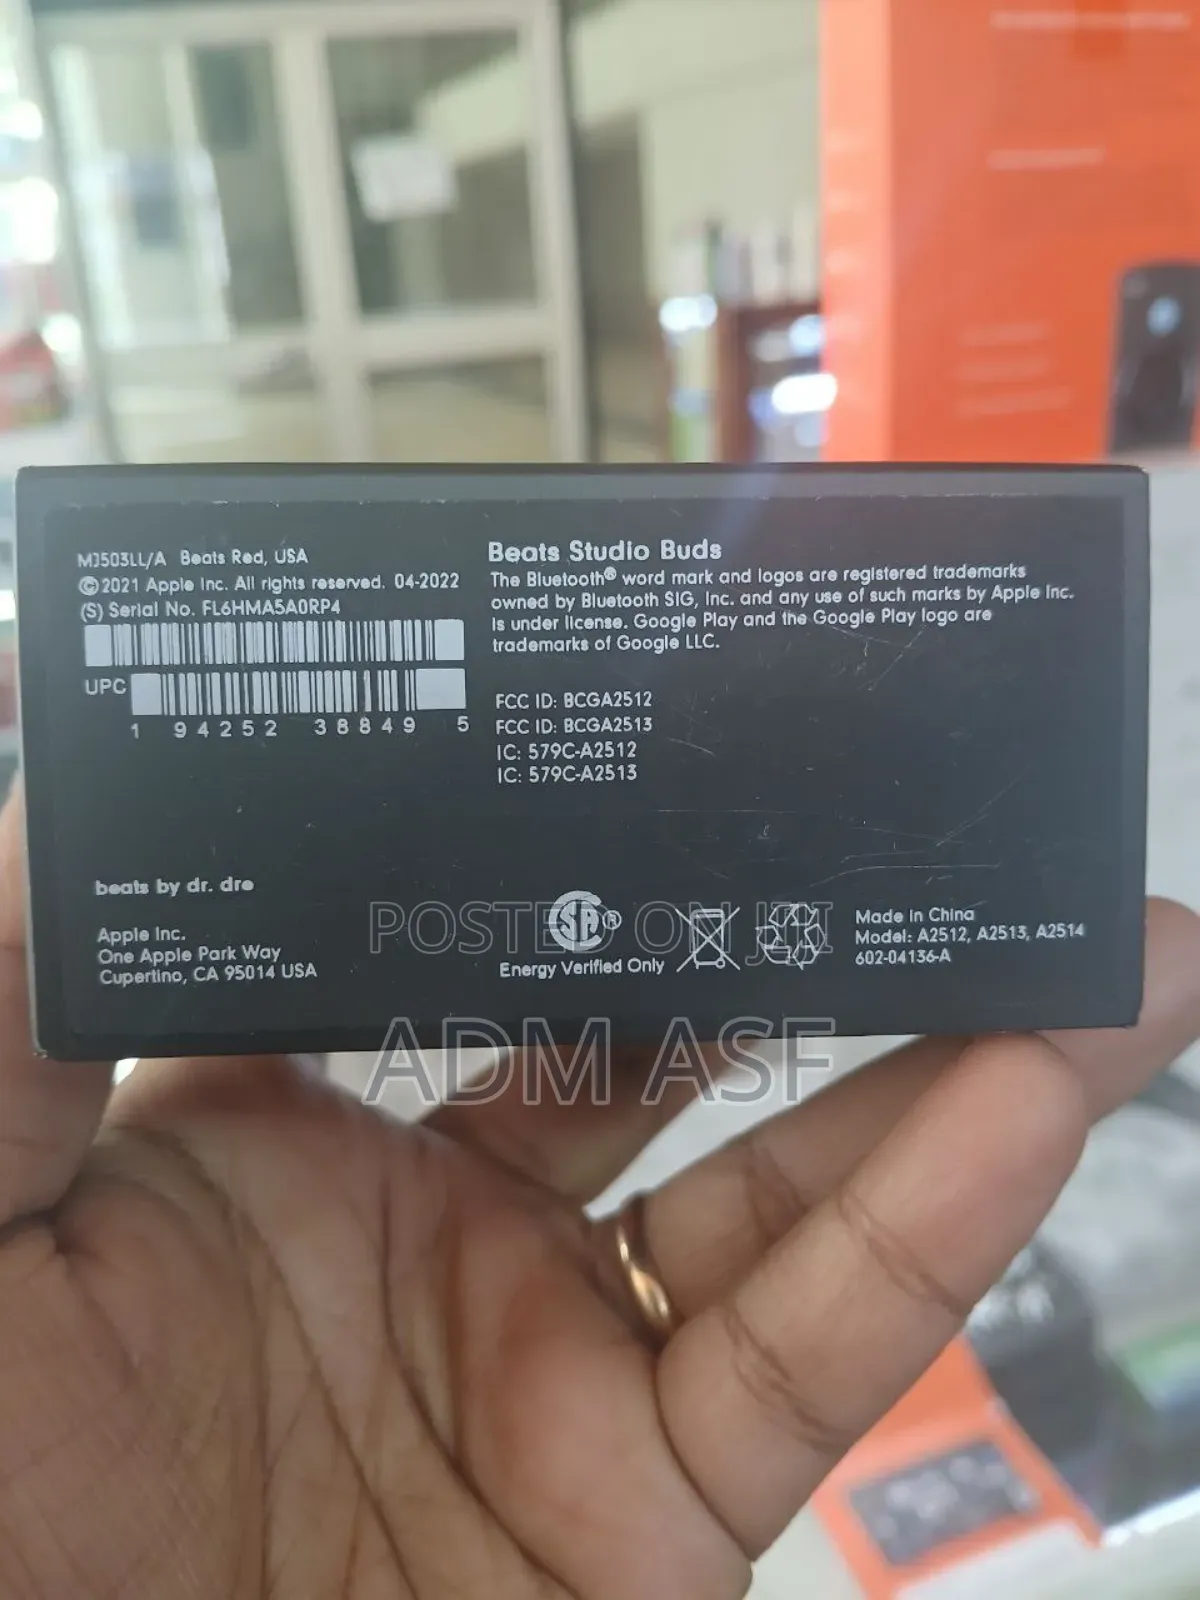 MJ503LL/A Beats Red, USA
©2021 Apple Inc. All rights reserved. 04-2022
(S) Serial No. FL6HMA5A0RP4
UPC
1 94252 38849 5
Beats Studio Buds
The Bluetooth® word mark and logos are registered trademarks
owned by Bluetooth SIG, Inc. and any use of such marks by Apple Inc.
is under license. Google Play and the Google Play logo are
trademarks of Google LLC.
FCC ID: BCGA2512
FCC ID: BCGA2513
IC: 579C-A2512
IC: 579C-A2513
beats by dr. dre
Apple Inc.
One Apple Park Way
Cupertino, CA 95014 USA
Energy Verified Only
Made in China
Model: A2512, A2513, A2514
602-04136-A
POSTED ON JIJI
ADM ASF